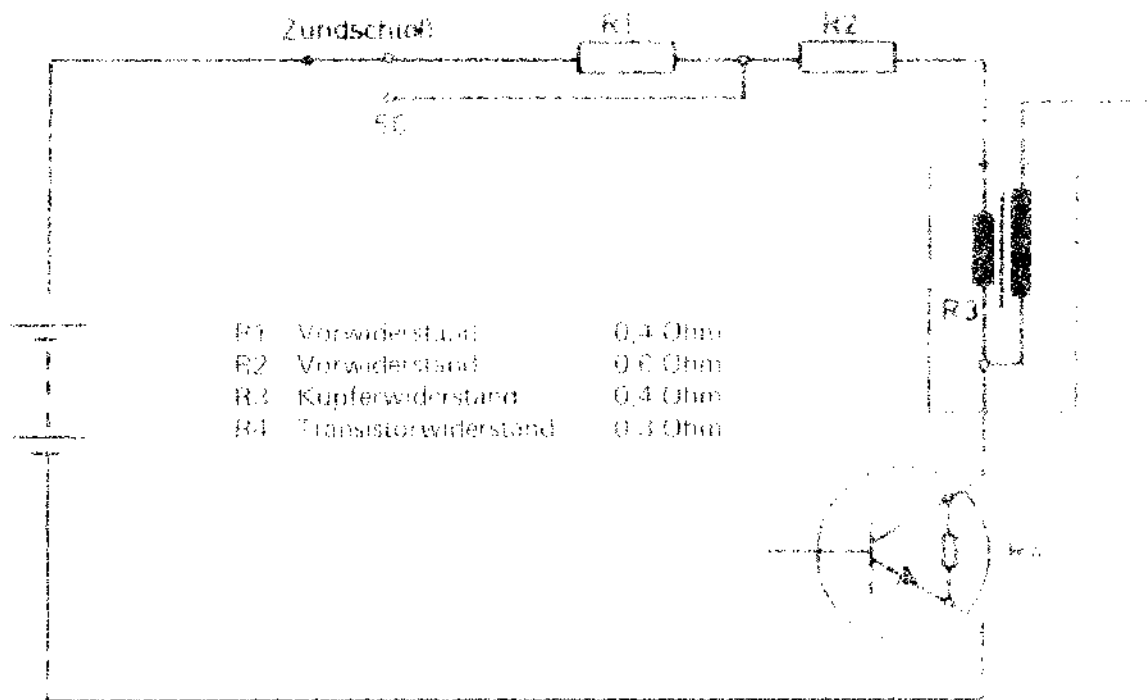 Zündschloß
R1
R2
50
R3
R1 Vorwiderstand 0,4 Ohm
R2 Vorwiderstand 0,6 Ohm
R3 Kupferwiderstand 0,4 Ohm
R4 Transistorwiderstand 0,3 Ohm
R4